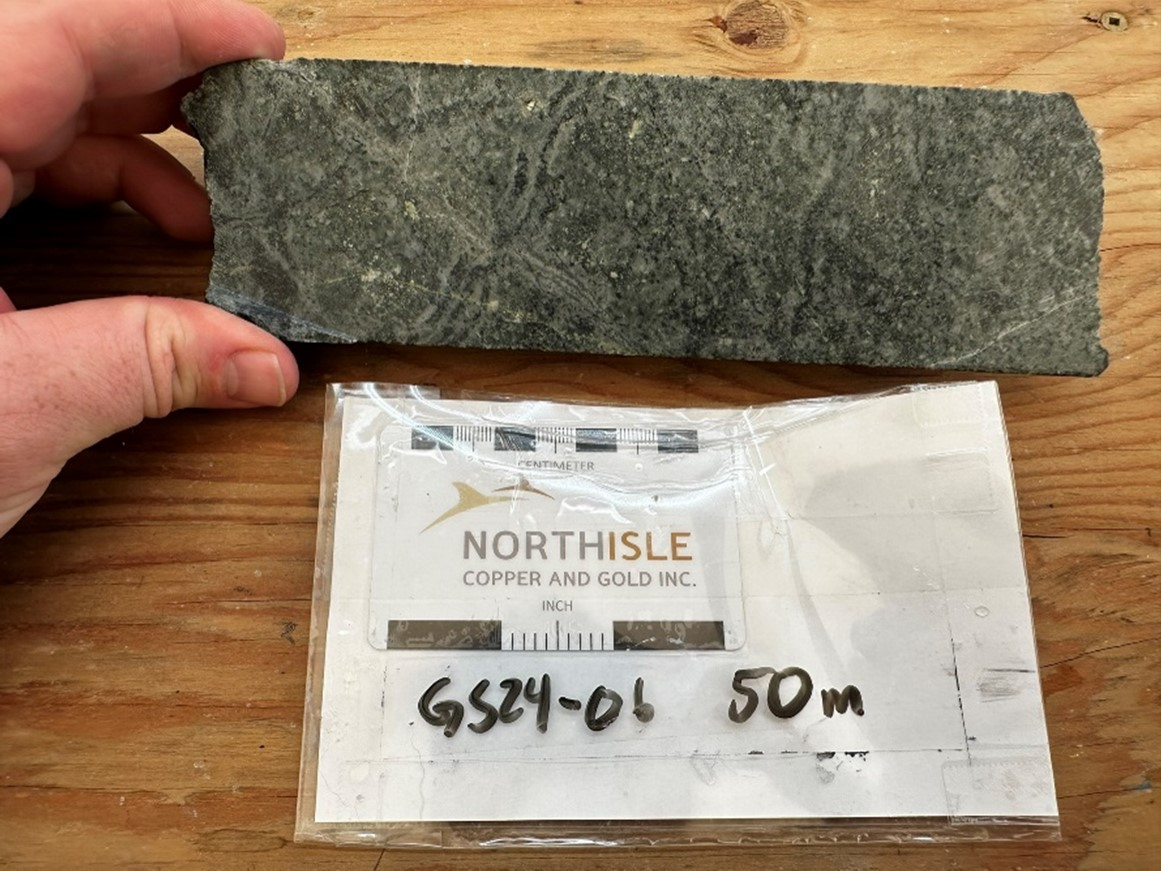 CENTIMETER
NORTHISLE
COPPER AND GOLD INC.
INCH
GS24-06 50m